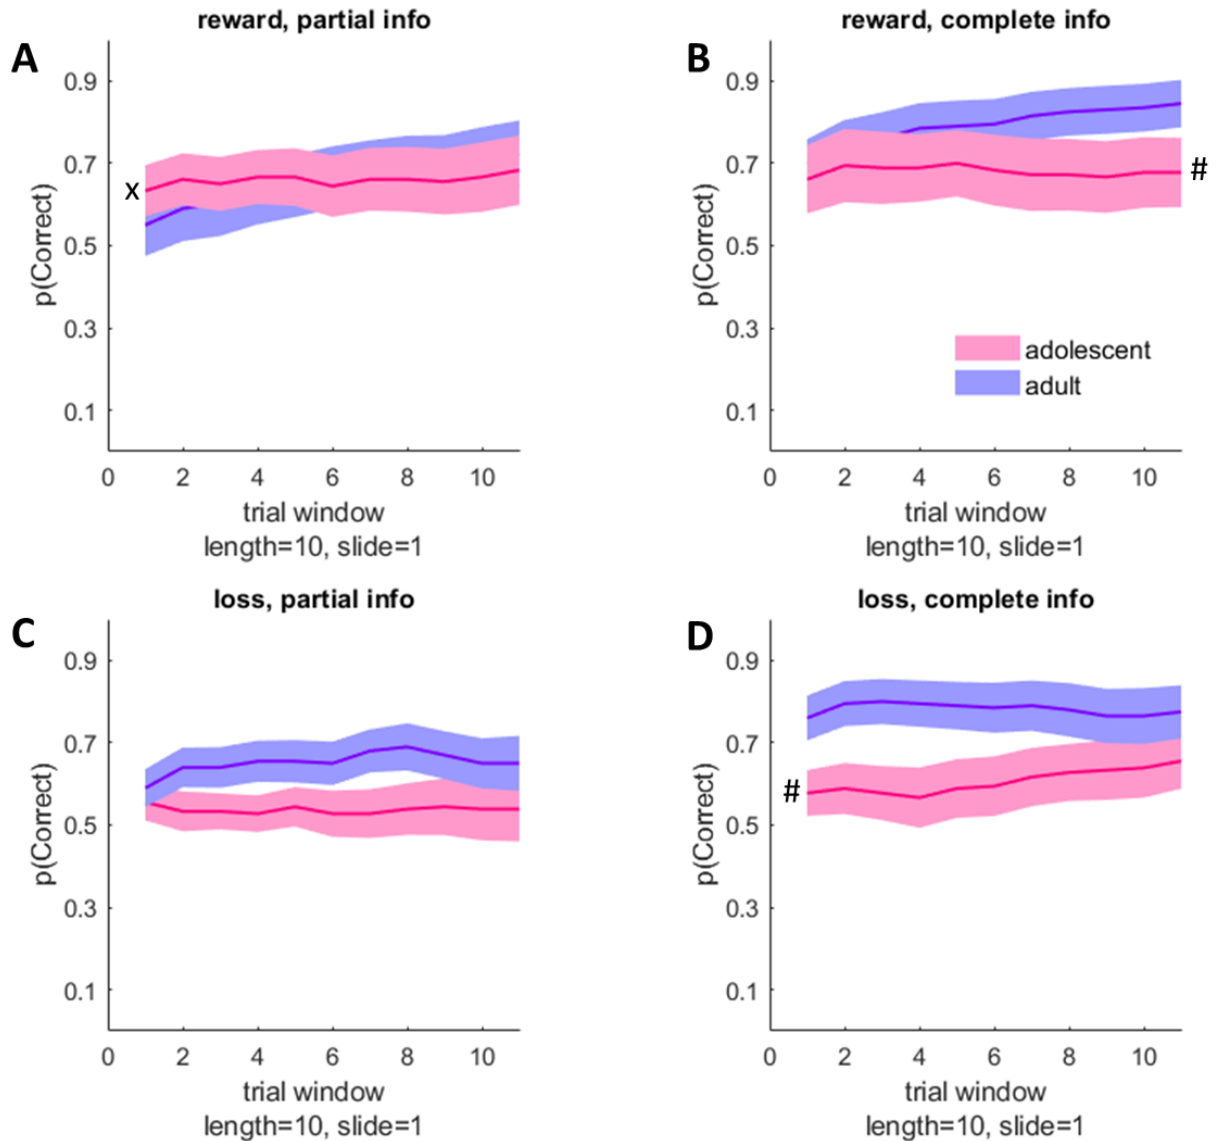 A
reward, partial info
p(Correct)
0.9
0.7
0.5
0.3
0.1
x
0 2 4 6 8 10
trial window
length=10, slide=1
B
reward, complete info
p(Correct)
0.9
0.7
0.5
0.3
0.1
#
adolescent
adult
0 2 4 6 8 10
trial window
length=10, slide=1
C
loss, partial info
p(Correct)
0.9
0.7
0.5
0.3
0.1
0 2 4 6 8 10
trial window
length=10, slide=1
D
loss, complete info
p(Correct)
0.9
0.7
0.5
0.3
0.1
#
0 2 4 6 8 10
trial window
length=10, slide=1